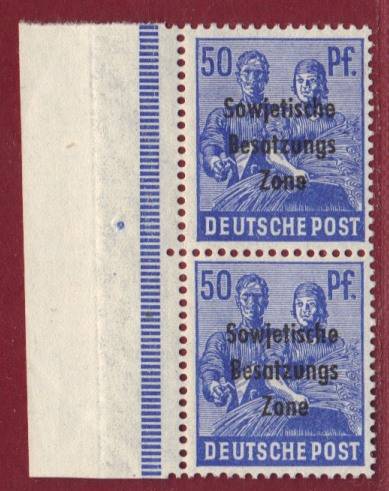 50 Pf.
Sowjetische
Besatzungs
Zone
DEUTSCHE POST
50 Pf.
Sowjetische
Besatzungs
Zone
DEUTSCHE POST